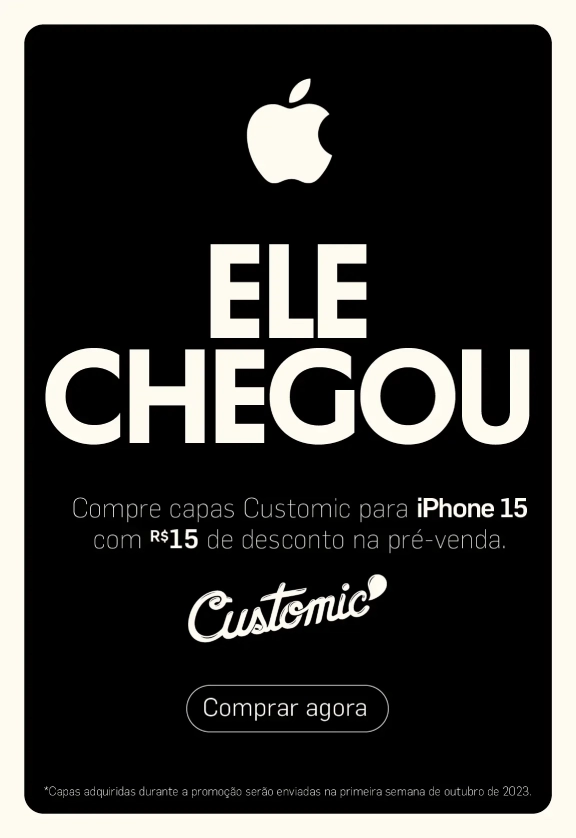 ELE
CHEGOU
Compre capas Customic para iPhone 15
com R$15 de desconto na pré-venda.
Customic
Comprar agora
*Capas adquiridas durante a promoção serão enviadas na primeira semana de outubro de 2023.